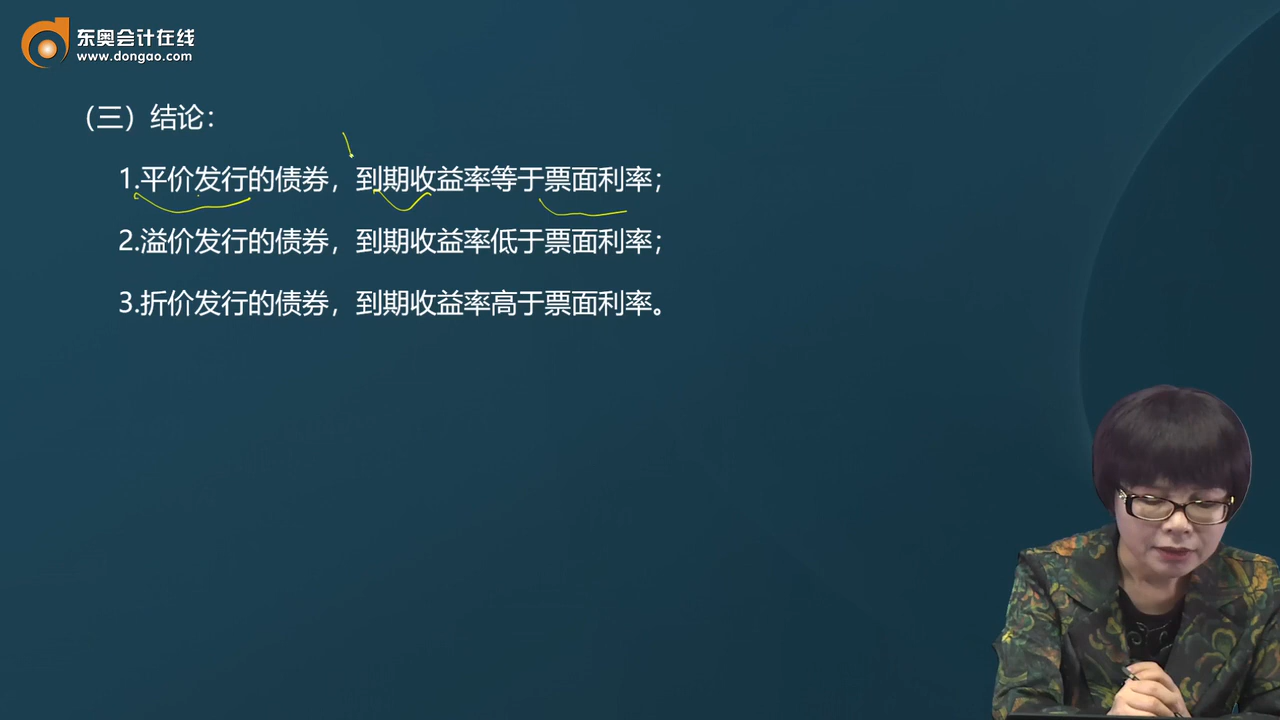 东奥会计在线
www.dongao.com
（三）结论：
1.平价发行的债券，到期收益率等于票面利率；
2.溢价发行的债券，到期收益率低于票面利率；
3.折价发行的债券，到期收益率高于票面利率。